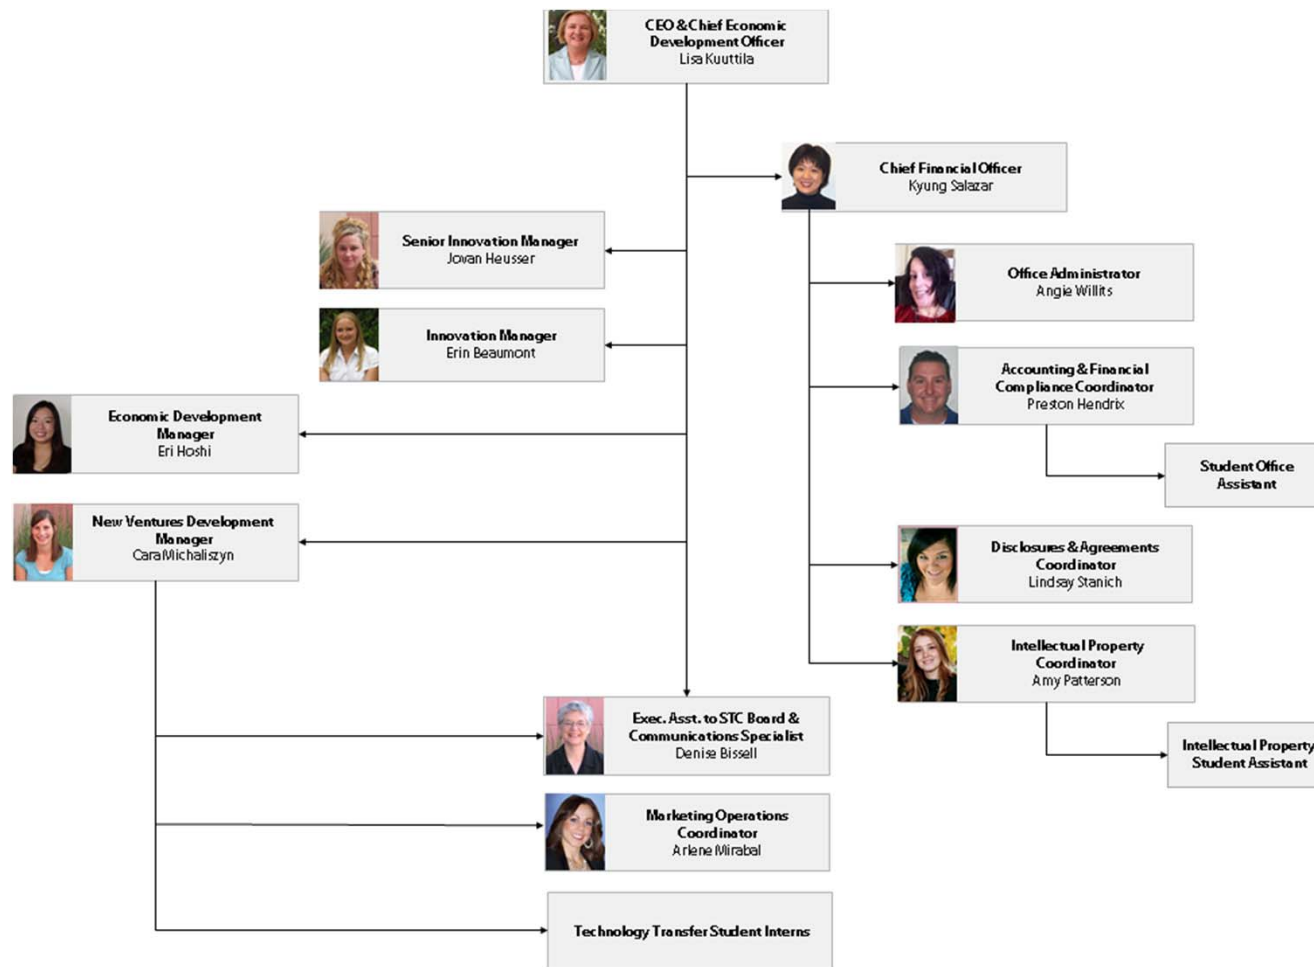 CEO & Chief Economic
Development Officer
Lisa Kuuttila
Chief Financial Officer
Kyung Salazar
Senior Innovation Manager
Jovan Heusser
Office Administrator
Angie Willits
Innovation Manager
Erin Beaumont
Accounting & Financial
Compliance Coordinator
Preston Hendrix
Economic Development
Manager
Eri Hoshi
Student Office
Assistant
New Ventures Development
Manager
Cara Michaliszyn
Disclosures & Agreements
Coordinator
Lindsay Stanich
Intellectual Property
Coordinator
Amy Patterson
Exec. Asst. to STC Board &
Communications Specialist
Denise Bissell
Intellectual Property
Student Assistant
Marketing Operations
Coordinator
Arlene Mirabal
Technology Transfer Student Interns